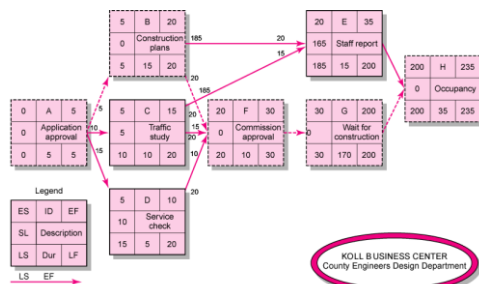 5 B 20
0 Construction plans
5 15 20
185
20
15
20 E 35
165 Staff report
185 15 200
200 H 235
0 Occupancy
200 35 235
0 A 5
0 Application approval
0 5 5
5
10
15
5 C 15
5 Traffic study
10 10 20
185
20
20
15
10
20
0 F 30
0 Commission approval
20 10 30
30 G 200
0 Wait for construction
30 170 200
5 D 10
10 Service check
15 5 20
20
Legend
ES ID EF
SL Description
LS Dur LF
LS EF
KOLL BUSINESS CENTER
County Engineers Design Department